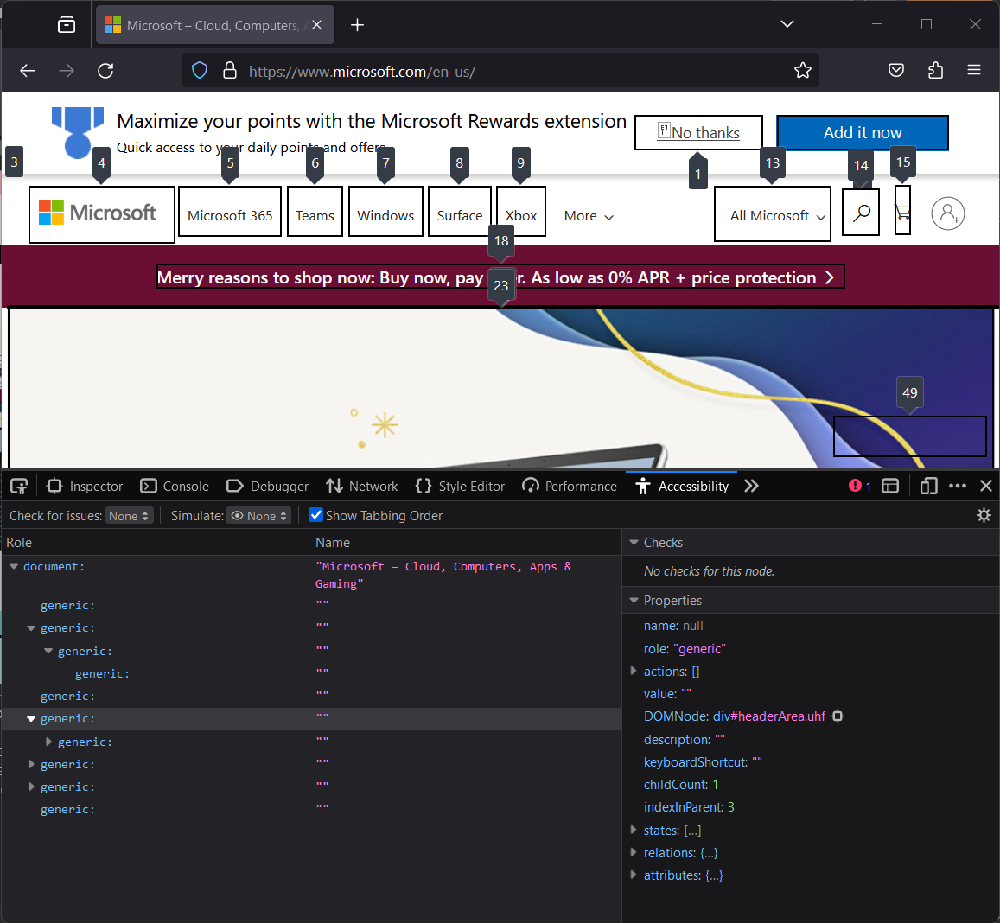 Microsoft – Cloud, Computers,
https://www.microsoft.com/en-us/
Maximize your points with the Microsoft Rewards extension
Quick access to your daily points and offers
No thanks
Add it now
3
4
5
6
7
8
9
1
13
14
15
Microsoft
Microsoft 365
Teams
Windows
Surface
Xbox
More
All Microsoft
18
Merry reasons to shop now: Buy now, pay r. As low as 0% APR + price protection
23
49
Inspector
Console
Debugger
Network
Style Editor
Performance
Accessibility
1
Check for issues: None
Simulate: None
Show Tabbing Order
Role Name
document: "Microsoft – Cloud, Computers, Apps &
Gaming"
generic: ""
generic: ""
generic: ""
generic: ""
generic: ""
generic: ""
generic: ""
generic: ""
generic: ""
generic: ""
Checks
No checks for this node.
Properties
name: null
role: "generic"
actions: []
value: ""
DOMNode: div#headerArea.uhf
description: ""
keyboardShortcut: ""
childCount: 1
indexInParent: 3
states: […]
relations: {…}
attributes: {…}